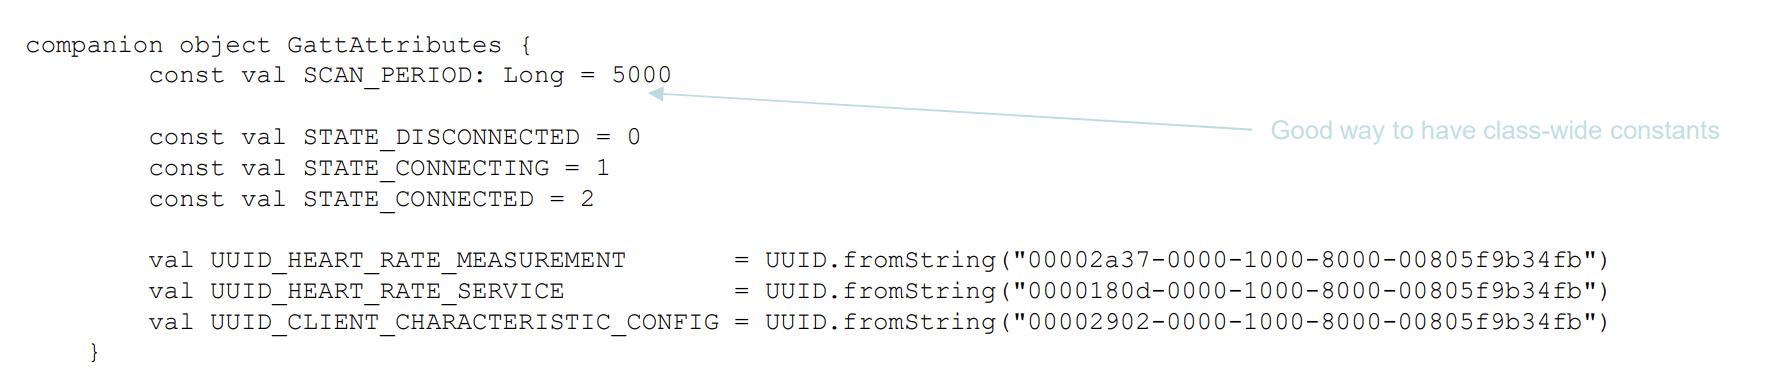 companion object GattAttributes {
const val SCAN_PERIOD: Long = 5000
Good way to have class-wide constants
const val STATE_DISCONNECTED = 0
const val STATE_CONNECTING = 1
const val STATE_CONNECTED = 2
val UUID_HEART_RATE_MEASUREMENT = UUID.fromString("00002a37-0000-1000-8000-00805f9b34fb")
val UUID_HEART_RATE_SERVICE = UUID.fromString("0000180d-0000-1000-8000-00805f9b34fb")
val UUID_CLIENT_CHARACTERISTIC_CONFIG = UUID.fromString("00002902-0000-1000-8000-00805f9b34fb")
}